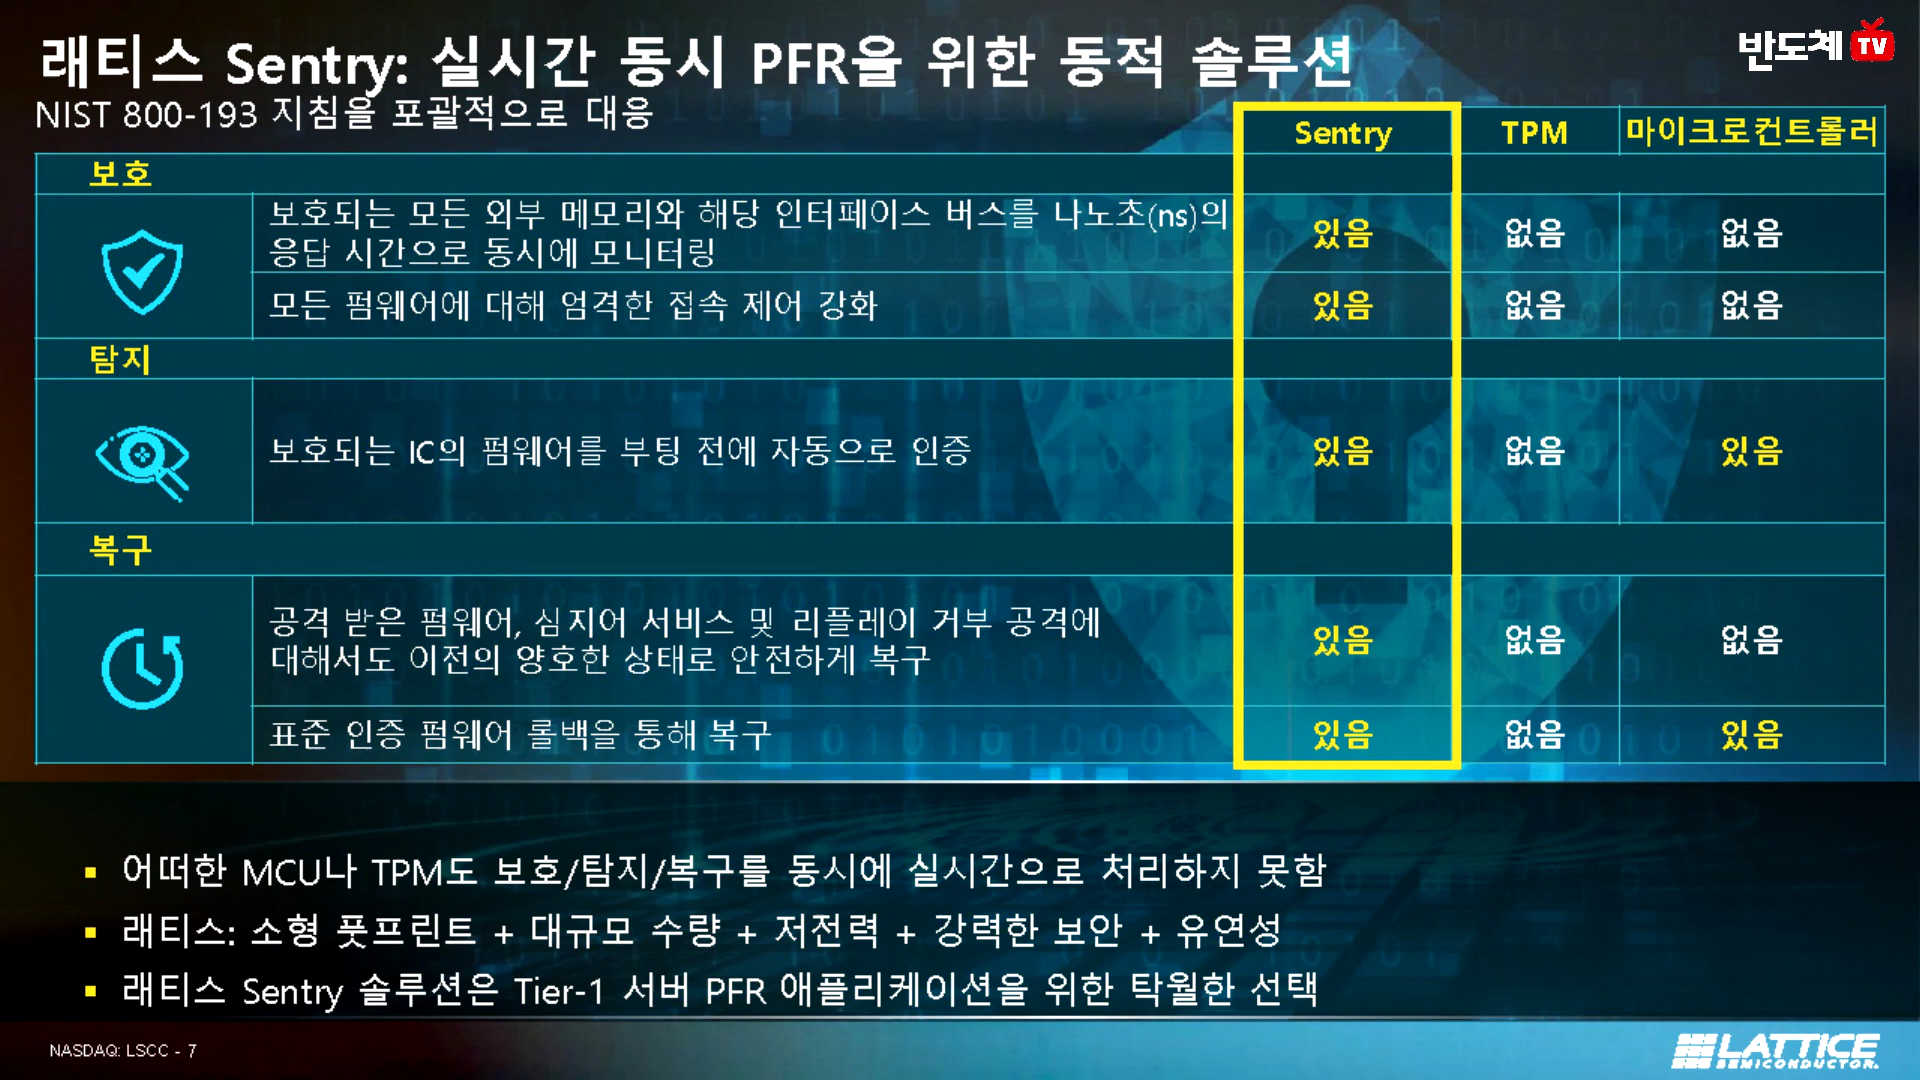 래티스 Sentry: 실시간 동시 PFR을 위한 동적 솔루션
반도체 TV
NIST 800-193 지침을 포괄적으로 대응
Sentry TPM 마이크로컨트롤러
보호
보호되는 모든 외부 메모리와 해당 인터페이스 버스를 나노초(ns)의
응답 시간으로 동시에 모니터링
있음 없음 없음
모든 펌웨어에 대해 엄격한 접속 제어 강화 있음 없음 없음
탐지
보호되는 IC의 펌웨어를 부팅 전에 자동으로 인증 있음 없음 있음
복구
공격 받은 펌웨어, 심지어 서비스 및 리플레이 거부 공격에
대해서도 이전의 양호한 상태로 안전하게 복구
있음 없음 없음
표준 인증 펌웨어 롤백을 통해 복구 있음 없음 있음
▪ 어떠한 MCU나 TPM도 보호/탐지/복구를 동시에 실시간으로 처리하지 못함
▪ 래티스: 소형 풋프린트 + 대규모 수량 + 저전력 + 강력한 보안 + 유연성
▪ 래티스 Sentry 솔루션은 Tier-1 서버 PFR 애플리케이션을 위한 탁월한 선택
NASDAQ: LSCC - 7
LATTICE
SEMICONDUCTOR.